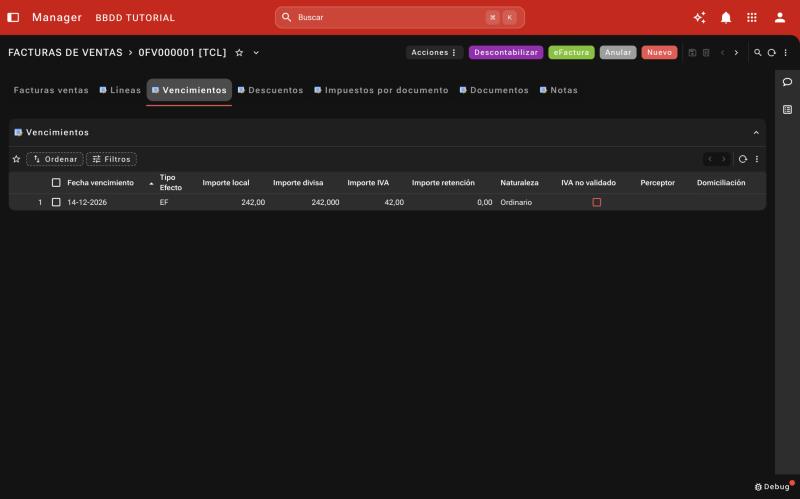 Manager BBDD TUTORIAL Buscar ⌘ K
FACTURAS DE VENTAS > 0FV000001 [TCL] Acciones Descontabilizar eFactura Anular Nuevo
Facturas ventas Líneas Vencimientos Descuentos Impuestos por documento Documentos Notas
Vencimientos
Ordenar Filtros
Fecha vencimiento Tipo Efecto Importe local Importe divisa Importe IVA Importe retención Naturaleza IVA no validado Perceptor Domiciliación
1 14-12-2026 EF 242,00 242,000 42,00 0,00 Ordinario
Debug